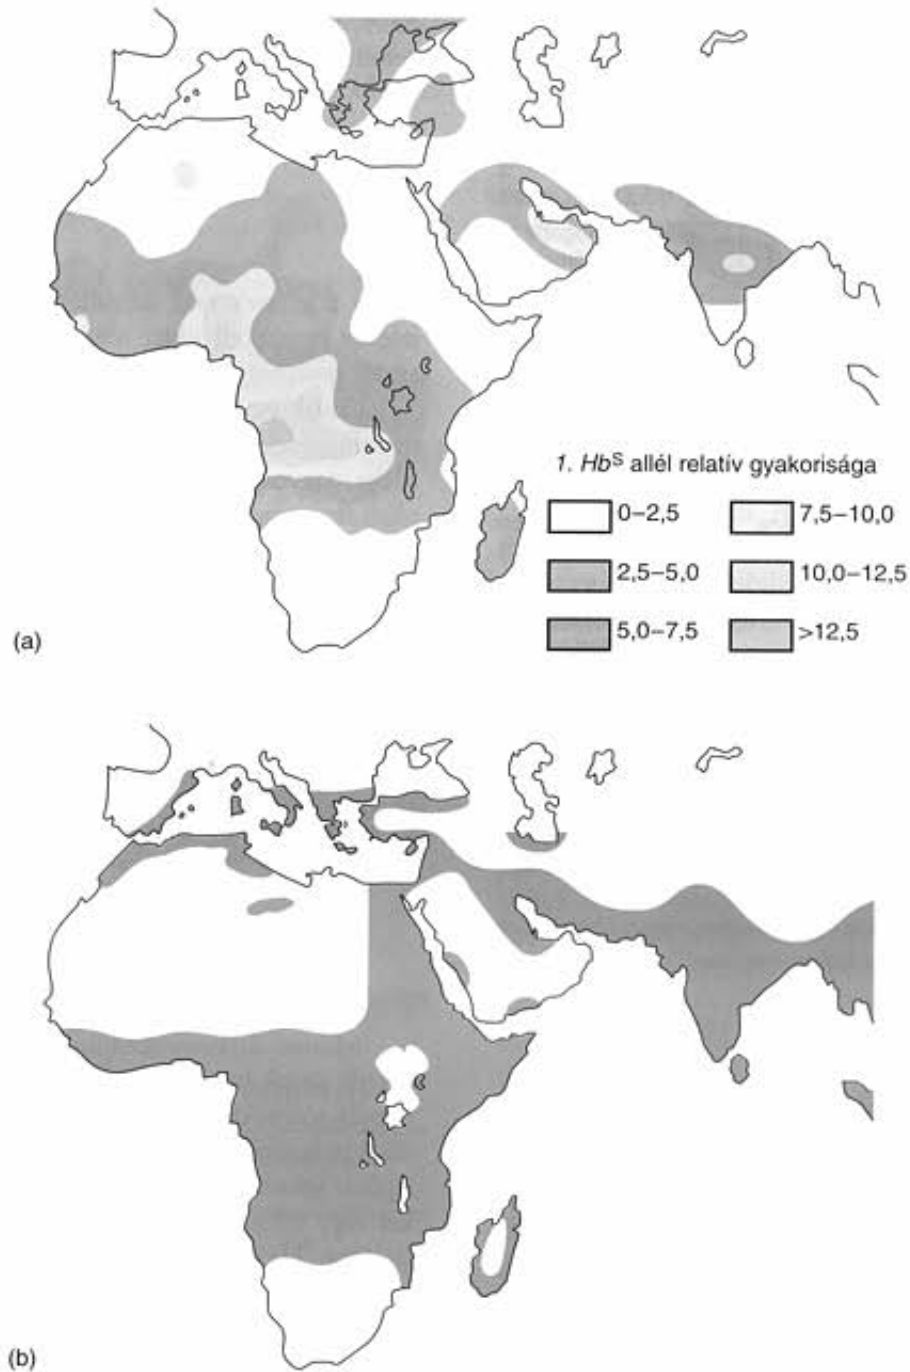 1. Hbˢ allél relatív gyakorisága
0–2,5
7,5–10,0
2,5–5,0
10,0–12,5
5,0–7,5
>12,5
(a)
(b)